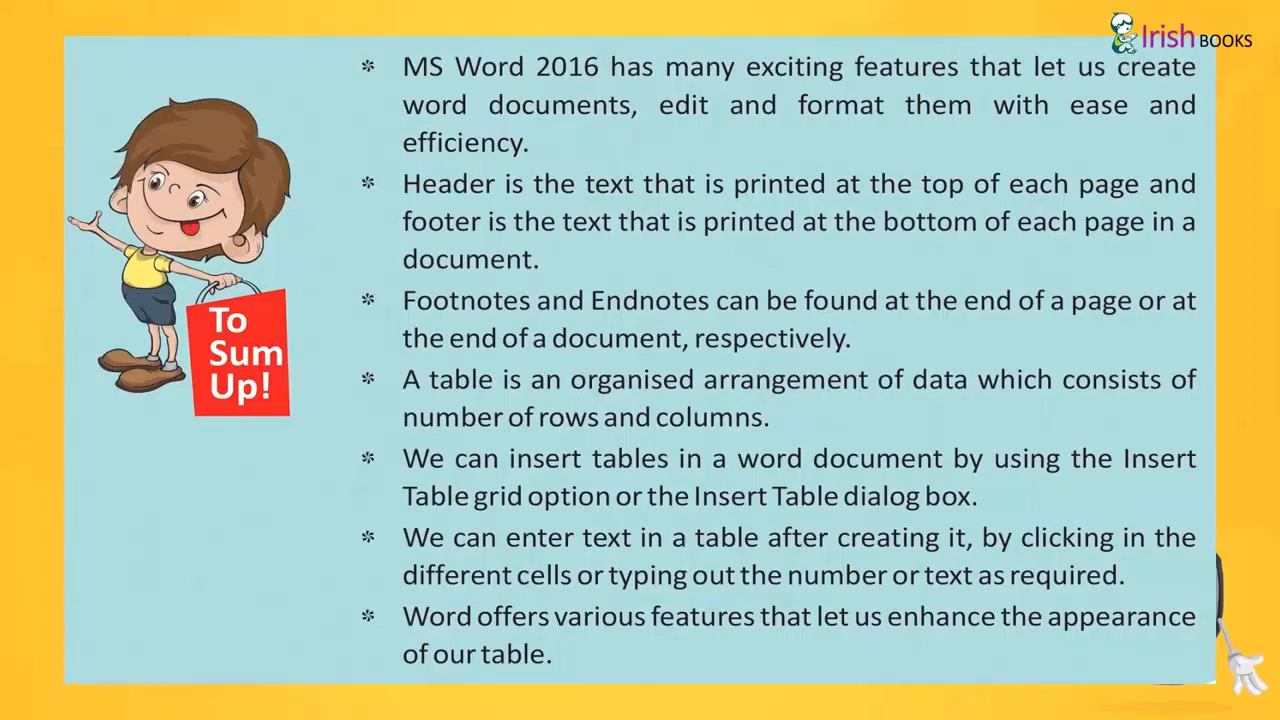 Irish BOOKS
MS Word 2016 has many exciting features that let us create
word documents, edit and format them with ease and
efficiency.
Header is the text that is printed at the top of each page and
footer is the text that is printed at the bottom of each page in a
document.
Footnotes and Endnotes can be found at the end of a page or at
the end of a document, respectively.
A table is an organised arrangement of data which consists of
number of rows and columns.
We can insert tables in a word document by using the Insert
Table grid option or the Insert Table dialog box.
We can enter text in a table after creating it, by clicking in the
different cells or typing out the number or text as required.
Word offers various features that let us enhance the appearance
of our table.
To
Sum
Up!